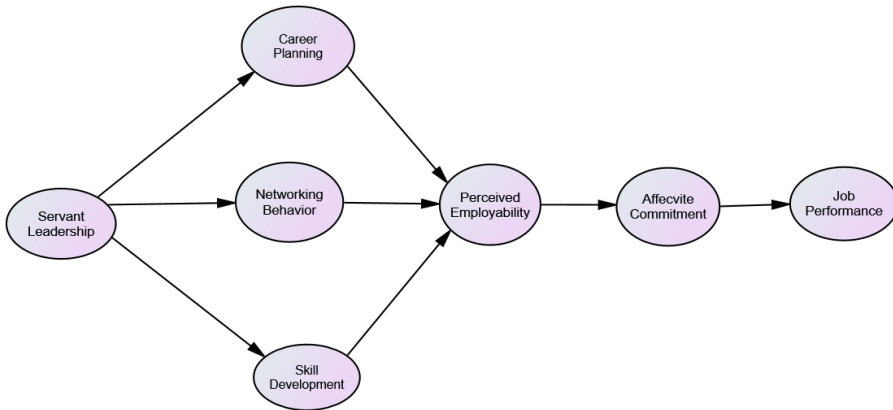 Career
Planning
Servant
Leadership
Networking
Behavior
Skill
Development
Perceived
Employability
Affecvite
Commitment
Job
Performance